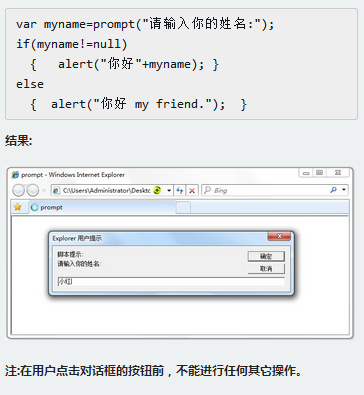 var myname=prompt("请输入你的姓名:");
if(myname!=null)
{ alert("你好"+myname); }
else
{ alert("你好 my friend."); }
结果:
prompt - Windows Internet Explorer
C:\Users\Administrator\Deskto
Bing
prompt
Explorer 用户提示
脚本提示:
确定
请输入你的姓名:
取消
小红
注:在用户点击对话框的按钮前，不能进行任何其它操作。